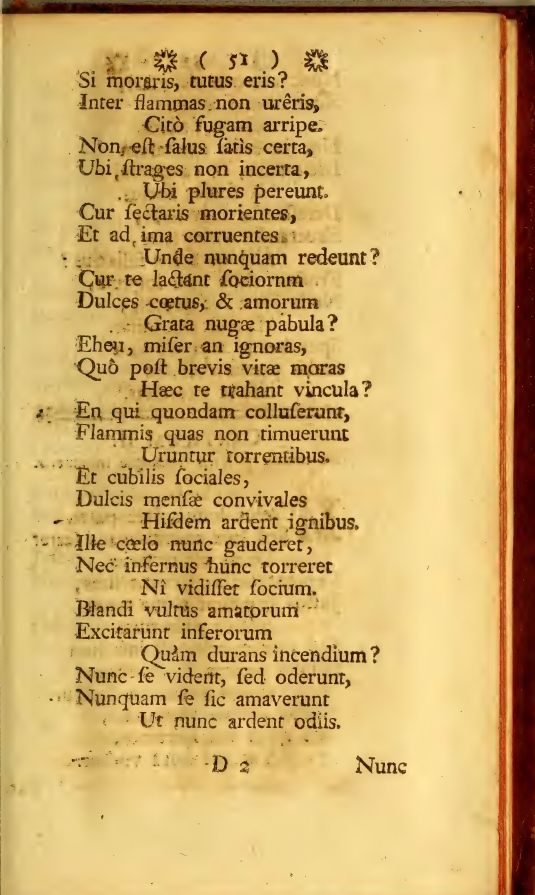 ( 51 )
Si moraris, tutus eris?
Inter flammas non urêris,
Citò fugam arripe.
Non est salus satis certa,
Ubi strages non incerta,
Ubi plures pereunt.
Cur sectaris morientes,
Et ad ima corruentes
Unde nunquam redeunt?
Cur te lactant sociornm
Dulces cœtus, & amorum
Grata nugæ pabula?
Eheu, miser an ignoras,
Quò post brevis vitæ moras
Hæc te trahant vincula?
En qui quondam colluserunt,
Flammis quas non timuerunt
Uruntur torrentibus.
Et cubilis sociales,
Dulcis mensæ convivales
Hisdem ardent ignibus.
Ille cœlo nunc gauderet,
Nec infernus hunc torreret
Nî vidisset socium.
Blandi vultus amatorum
Excitarunt inferorum
Quàm durans incendium?
Nunc se vident, sed oderunt,
Nunquam se sic amaverunt
Ut nunc ardent odiis.
D 2 Nunc